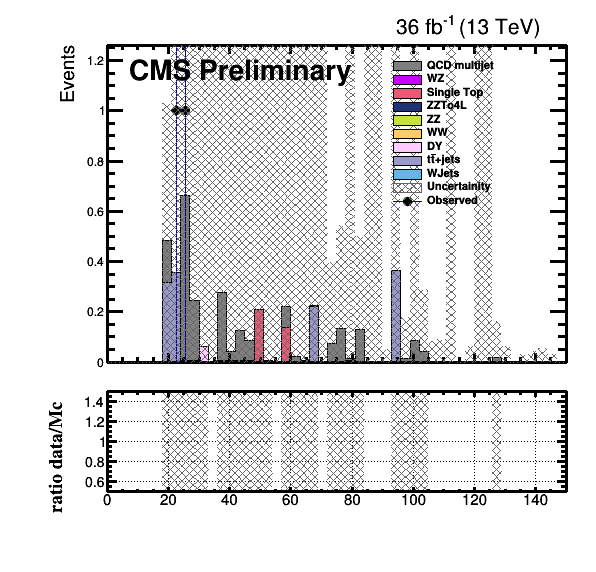 36 fb-1 (13 TeV)
Events
CMS Preliminary
QCD multijet
WZ
Single Top
ZZTo4L
ZZ
WW
DY
tt̄+jets
WJets
Uncertainity
Observed
1.2
1
0.8
0.6
0.4
0.2
0
ratio data/Mc
1.4
1.2
1
0.8
0.6
0 20 40 60 80 100 120 140